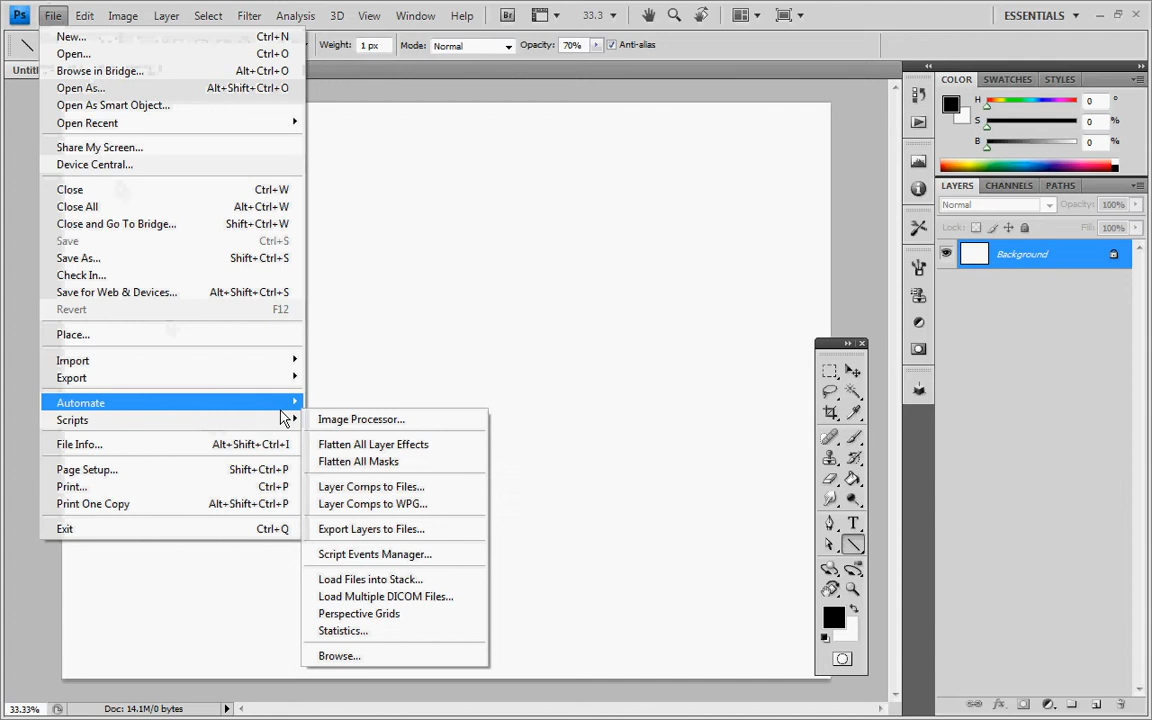 Ps File Edit Image Layer Select Filter Analysis 3D View Window Help Br 33.3 ESSENTIALS
Weight: 1 px Mode: Normal Opacity: 70% Anti-alias
Untitl
New... Ctrl+N
Open... Ctrl+O
Browse in Bridge... Alt+Ctrl+O
Open As... Alt+Shift+Ctrl+O
Open As Smart Object...
Open Recent
Share My Screen...
Device Central...
Close Ctrl+W
Close All Alt+Ctrl+W
Close and Go To Bridge... Shift+Ctrl+W
Save Ctrl+S
Save As... Shift+Ctrl+S
Check In...
Save for Web & Devices... Alt+Shift+Ctrl+S
Revert F12
Place...
Import
Export
Automate
Scripts
File Info... Alt+Shift+Ctrl+I
Page Setup... Shift+Ctrl+P
Print... Ctrl+P
Print One Copy Alt+Shift+Ctrl+P
Exit Ctrl+Q
Image Processor...
Flatten All Layer Effects
Flatten All Masks
Layer Comps to Files...
Layer Comps to WPG...
Export Layers to Files...
Script Events Manager...
Load Files into Stack...
Load Multiple DICOM Files...
Perspective Grids
Statistics...
Browse...
COLOR SWATCHES STYLES
H 0 °
S 0 %
B 0 %
LAYERS CHANNELS PATHS
Normal Opacity: 100%
Lock: Fill: 100%
Background
T
fx
33.33% Doc: 14.1M/0 bytes